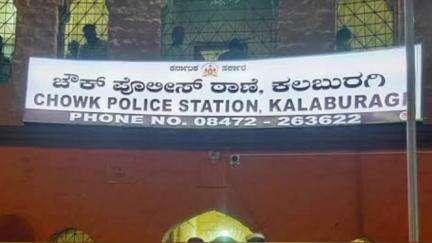 ಕರ್ನಾಟಕ ಸರ್ಕಾರ
ಚೌಕ್ ಪೊಲೀಸ್ ಠಾಣೆ, ಕಲಬುರಗಿ
CHOWK POLICE STATION, KALABURAGI
PHONE NO. 08472 - 263622